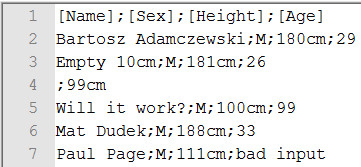 1 [Name];[Sex];[Height];[Age]
2 Bartosz Adamczewski;M;180cm;29
3 Empty 10cm;M;181cm;26
4 ;99cm
5 Will it work?;M;100cm;99
6 Mat Dudek;M;188cm;33
7 Paul Page;M;111cm;bad input